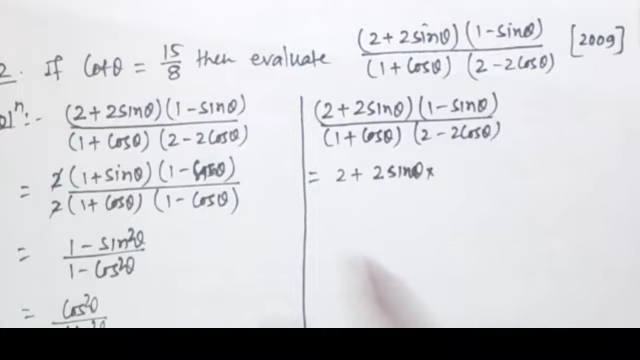 2. If Cotθ = 15/8 then evaluate (2+2sinθ)(1-sinθ) / (1+Cosθ)(2-2Cosθ) [2009]
ⁿ:- (2+2sinθ)(1-sinθ) / (1+Cosθ)(2-2Cosθ)
= 2(1+sinθ)(1-sinθ) / 2(1+Cosθ)(1-Cosθ)
= 1-sin²θ / 1-Cos²θ
= Cos²θ /
(2+2sinθ)(1-sinθ) / (1+Cosθ)(2-2Cosθ)
= 2+2sinθ×